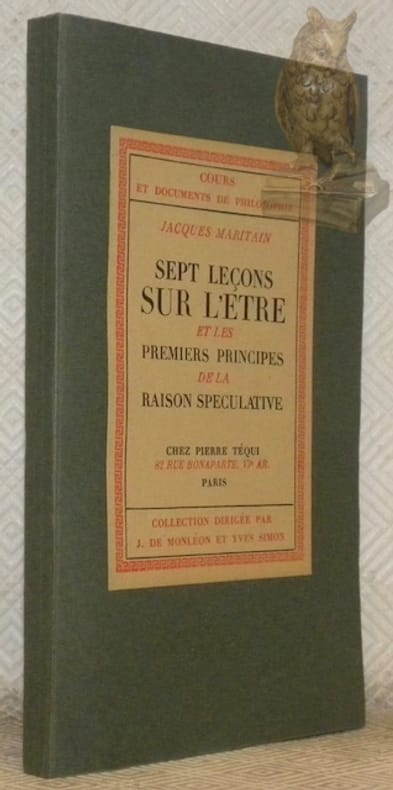 COURS
ET DOCUMENTS DE PHILOSOPHIE
JACQUES MARITAIN
SEPT LEÇONS
SUR L'ÊTRE
ET LES
PREMIERS PRINCIPES
DE LA
RAISON SPECULATIVE
CHEZ PIERRE TÉQUI
82 RUE BONAPARTE, VIe AR.
PARIS
COLLECTION DIRIGÉE PAR
J. DE MONLÉON ET YVES SIMON